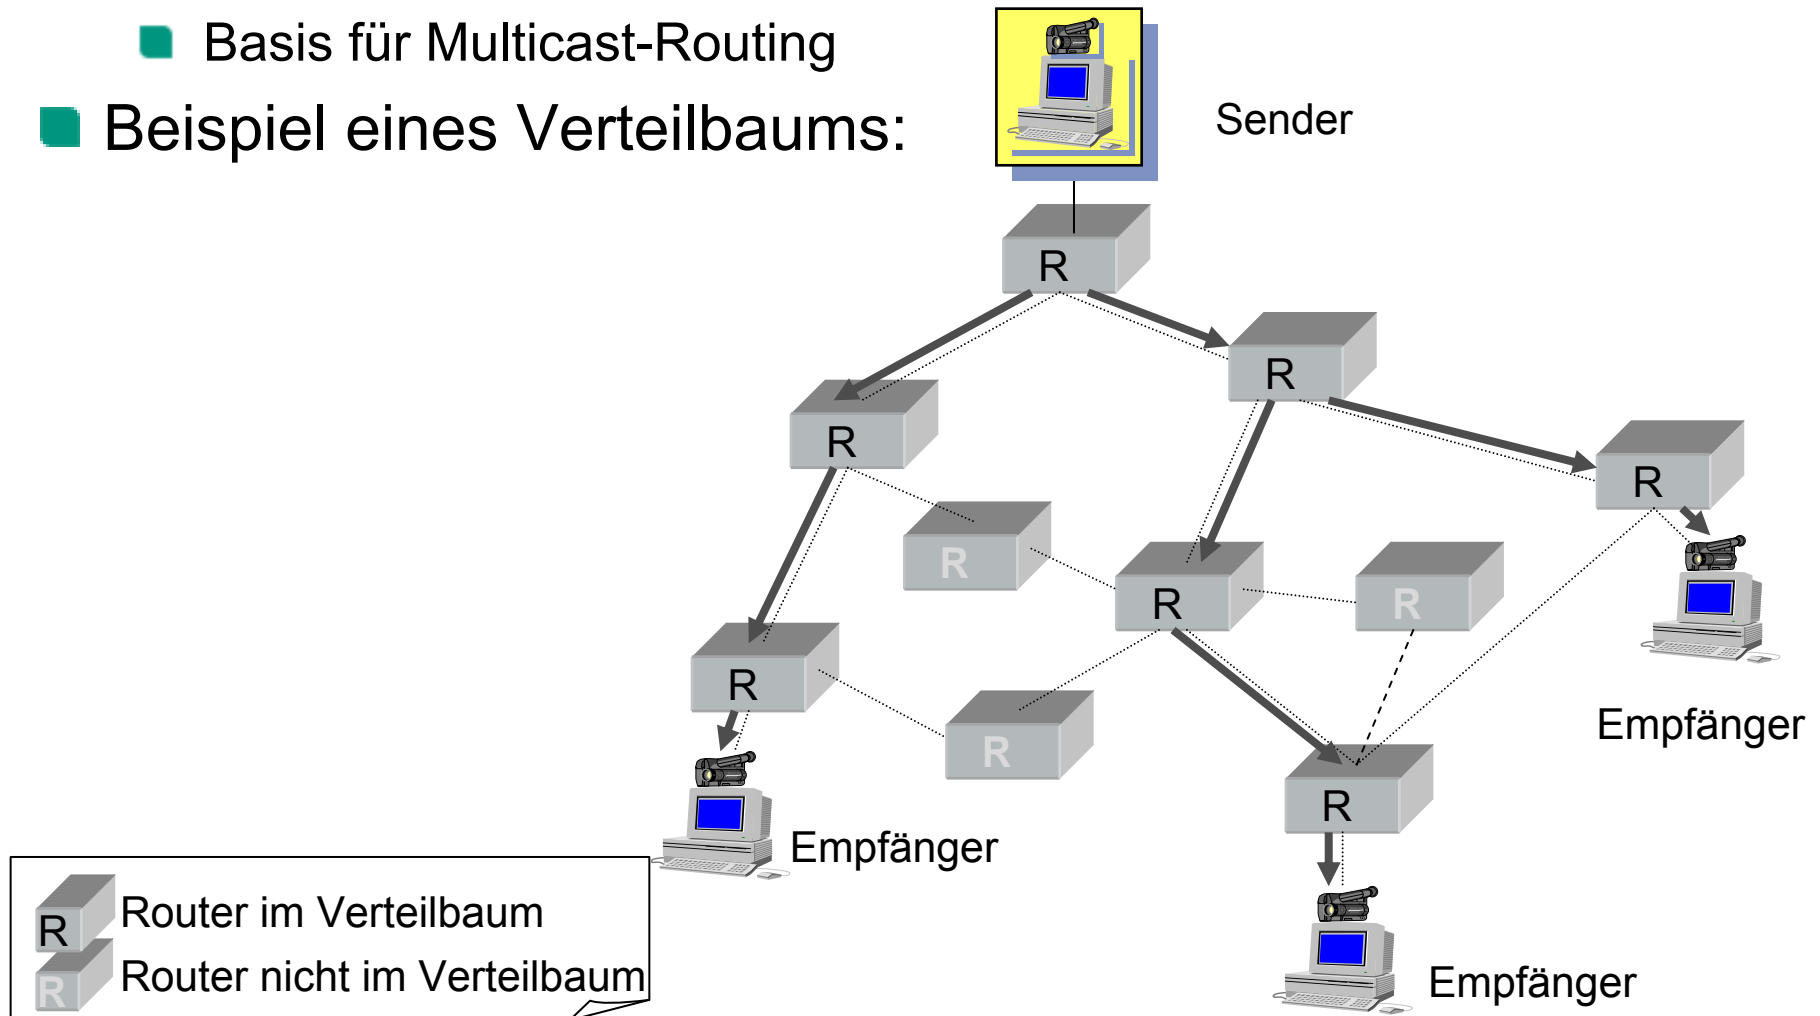 Basis für Multicast-Routing
Beispiel eines Verteilbaums:
Sender
R
R
R
R
R
R
R
R
R
R
Empfänger
R
Empfänger
Router im Verteilbaum
R
Router nicht im Verteilbaum
R
Empfänger